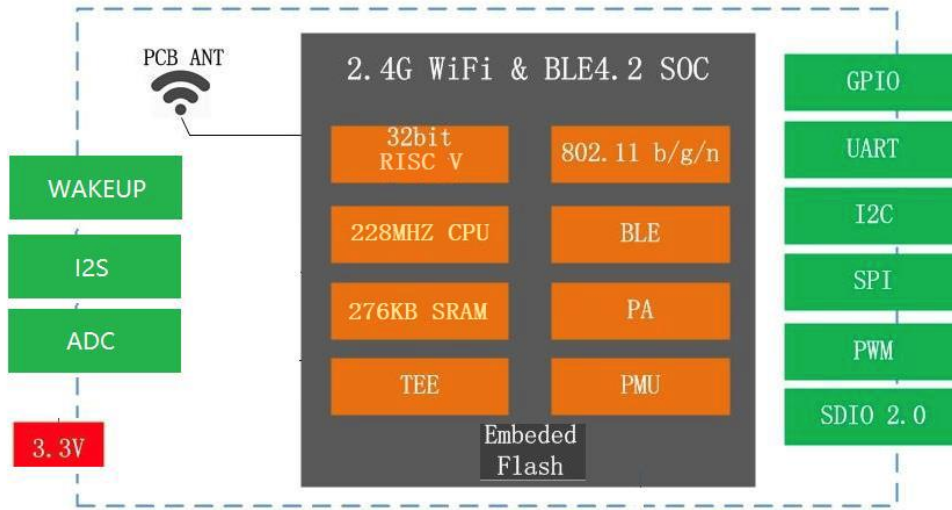 PCB ANT
WAKEUP
I2S
ADC
3.3V
2.4G WiFi & BLE4.2 SOC
32bit
RISC V
802.11 b/g/n
228MHZ CPU
BLE
276KB SRAM
PA
TEE
PMU
Embeded
Flash
GPIO
UART
I2C
SPI
PWM
SDIO 2.0